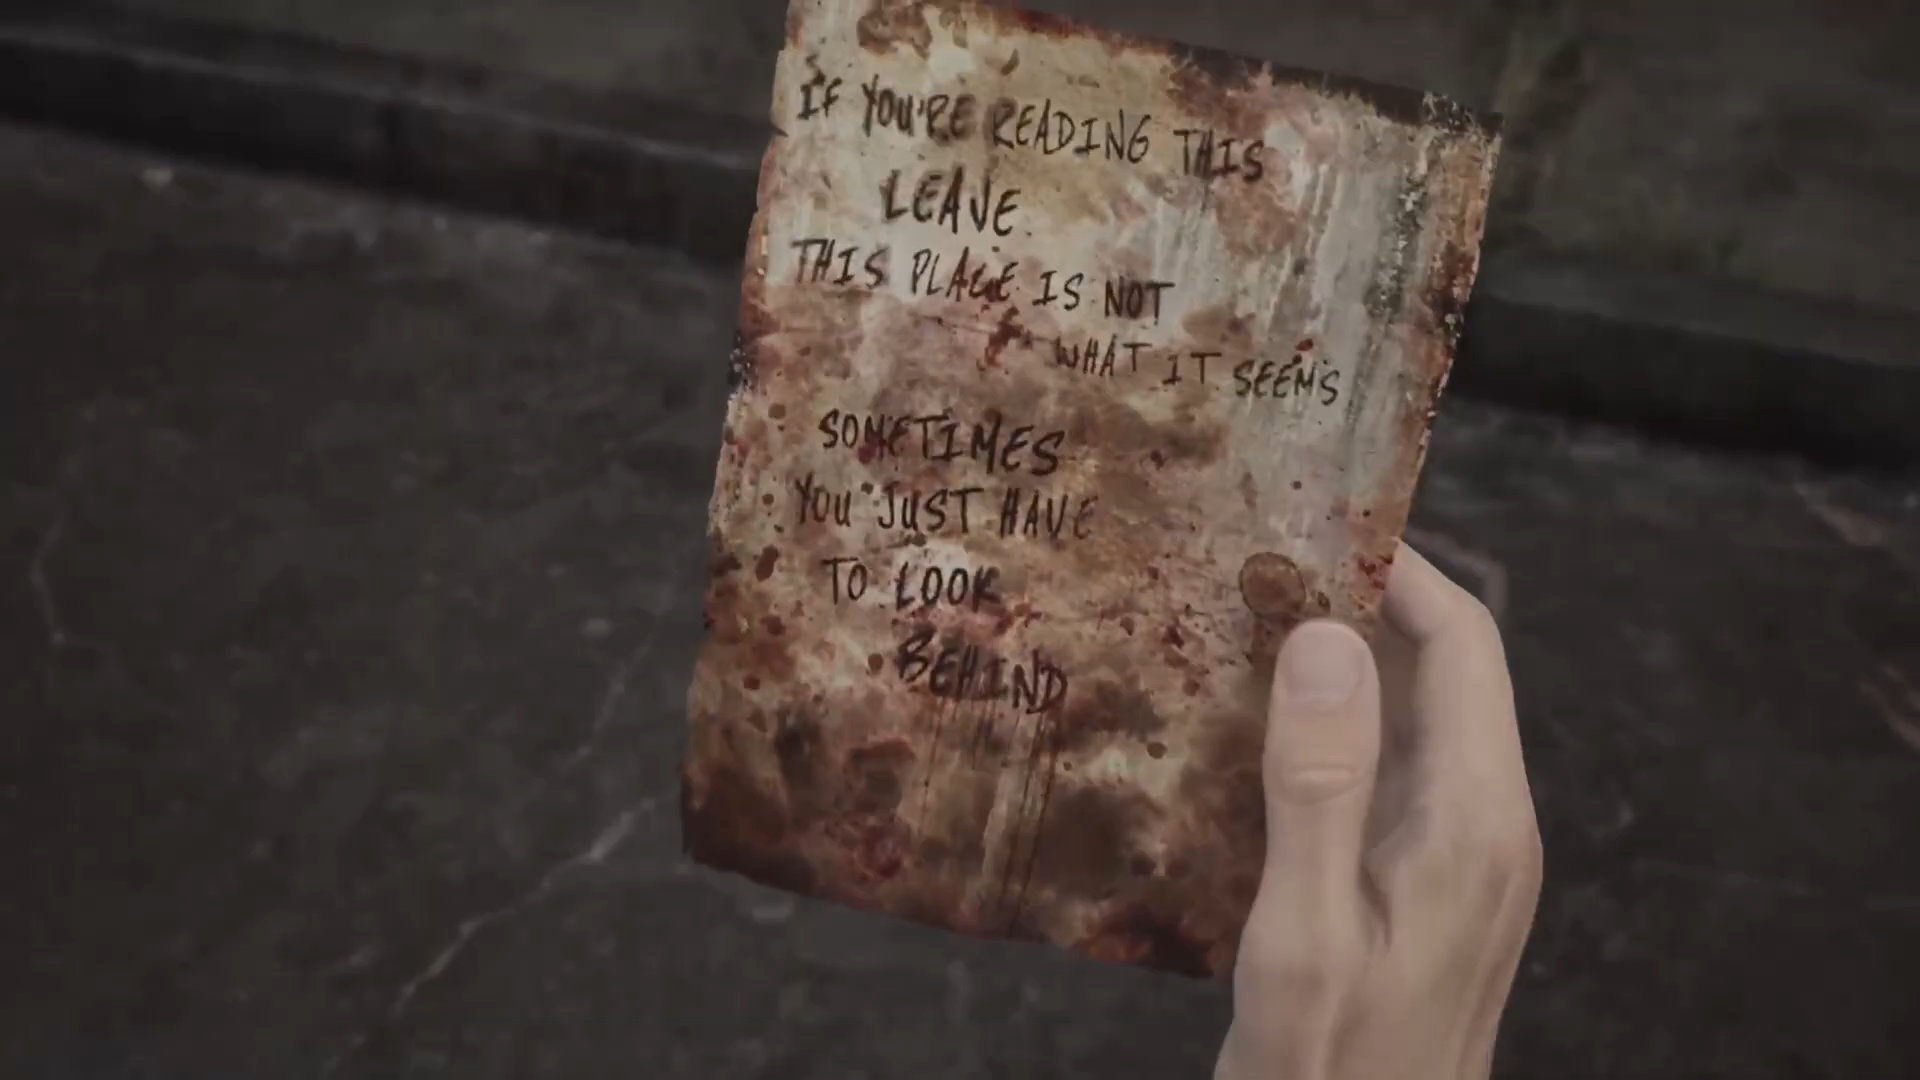 IF YOU'RE READING THIS
LEAVE
THIS PLACE IS NOT
WHAT IT SEEMS
SOMETIMES
YOU JUST HAVE
TO LOOK
BEHIND